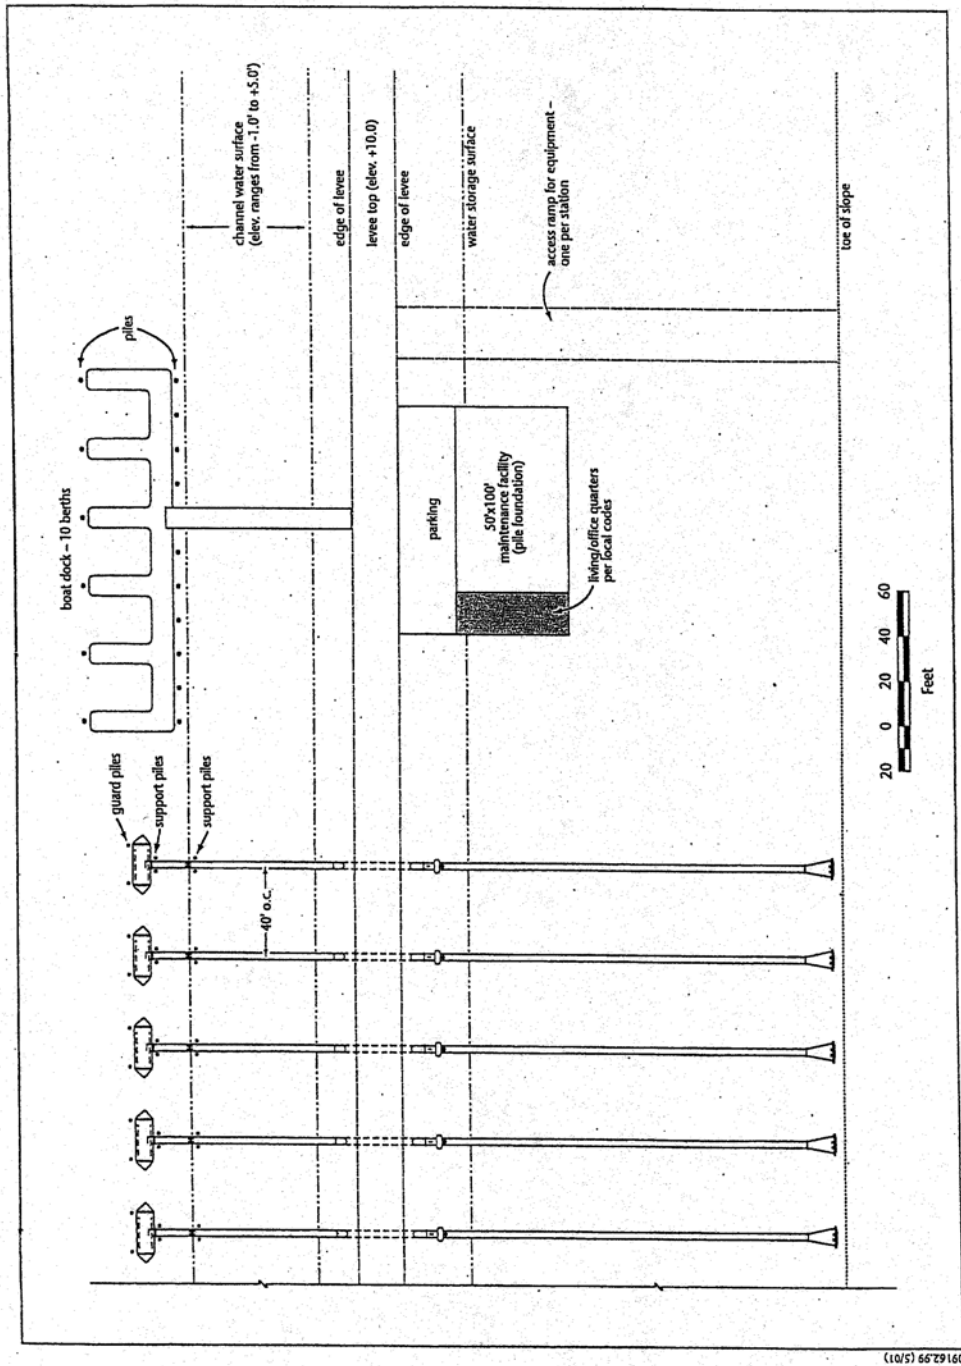 piles
boat dock – 10 berths
channel water surface
(elev. ranges from -1.0' to +5.0')
edge of levee
levee top (elev. +10.0)
edge of levee
water storage surface
access ramp for equipment –
one per station
toe of slope
parking
50'x100'
maintenance facility
(pile foundation)
living/office quarters
per local codes
guard piles
support piles
support piles
40' o.c.
20 0 20 40 60
Feet
09162.99 (5/01)